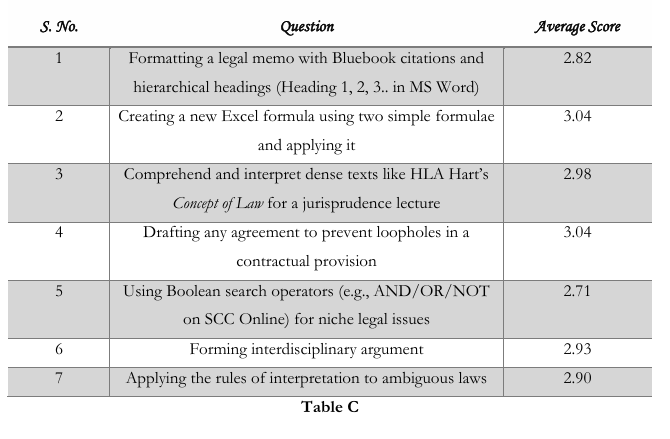 S. No. Question Average Score
1 Formatting a legal memo with Bluebook citations and 2.82
hierarchical headings (Heading 1, 2, 3.. in MS Word)
2 Creating a new Excel formula using two simple formulae 3.04
and applying it
3 Comprehend and interpret dense texts like HLA Hart’s 2.98
Concept of Law for a jurisprudence lecture
4 Drafting any agreement to prevent loopholes in a 3.04
contractual provision
5 Using Boolean search operators (e.g., AND/OR/NOT 2.71
on SCC Online) for niche legal issues
6 Forming interdisciplinary argument 2.93
7 Applying the rules of interpretation to ambiguous laws 2.90
Table C